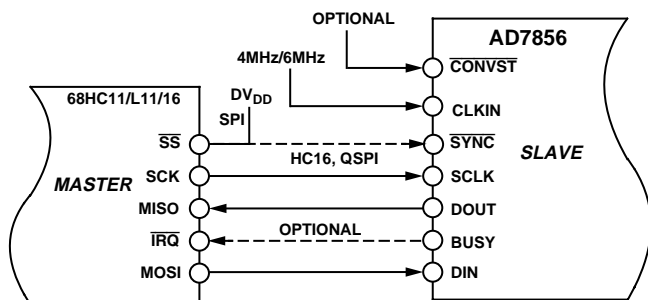 OPTIONAL
AD7856
4MHz/6MHz
CONVST
68HC11/L11/16
DVDD
SPI
CLKIN
SS
SYNC
HC16, QSPI
SLAVE
MASTER
SCK
SCLK
MISO
DOUT
OPTIONAL
IRQ
BUSY
MOSI
DIN